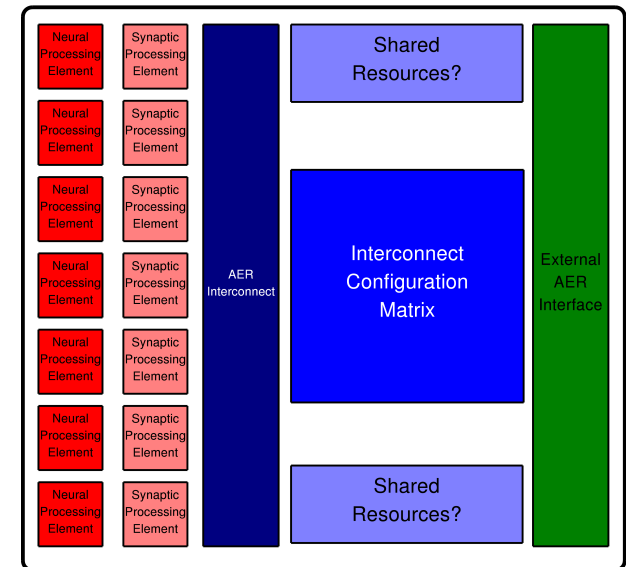 Neural
Processing
Element
Synaptic
Processing
Element
Neural
Processing
Element
Synaptic
Processing
Element
Neural
Processing
Element
Synaptic
Processing
Element
Neural
Processing
Element
Synaptic
Processing
Element
Neural
Processing
Element
Synaptic
Processing
Element
Neural
Processing
Element
Synaptic
Processing
Element
Neural
Processing
Element
Synaptic
Processing
Element
AER
Interconnect
Shared
Resources?
Interconnect
Configuration
Matrix
Shared
Resources?
External
AER
Interface